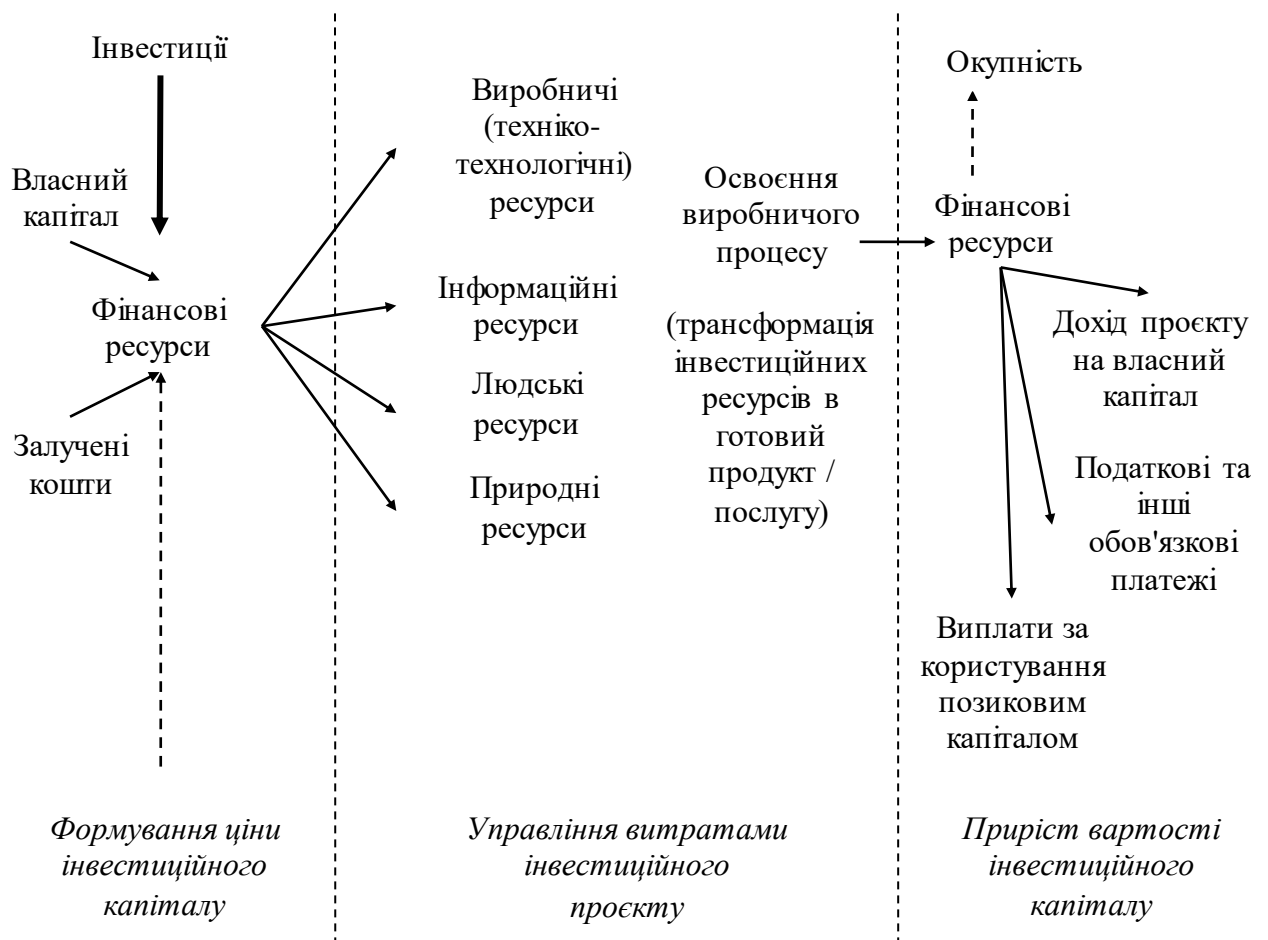 Інвестиції
Власний
капітал
Фінансові
ресурси
Залучені
кошти
Формування ціни
інвестиційного
капіталу
Виробничі
(техніко-
технологічні)
ресурси
Інформаційні
ресурси
Людські
ресурси
Природні
ресурси
Освоєння
виробничого
процесу
(трансформація
інвестиційних
ресурсів в
готовий
продукт /
послугу)
Управління витратами
інвестиційного
проєкту
Окупність
Фінансові
ресурси
Дохід проєкту
на власний
капітал
Податкові та
інші
обов'язкові
платежі
Виплати за
користування
позиковим
капіталом
Приріст вартості
інвестиційного
капіталу